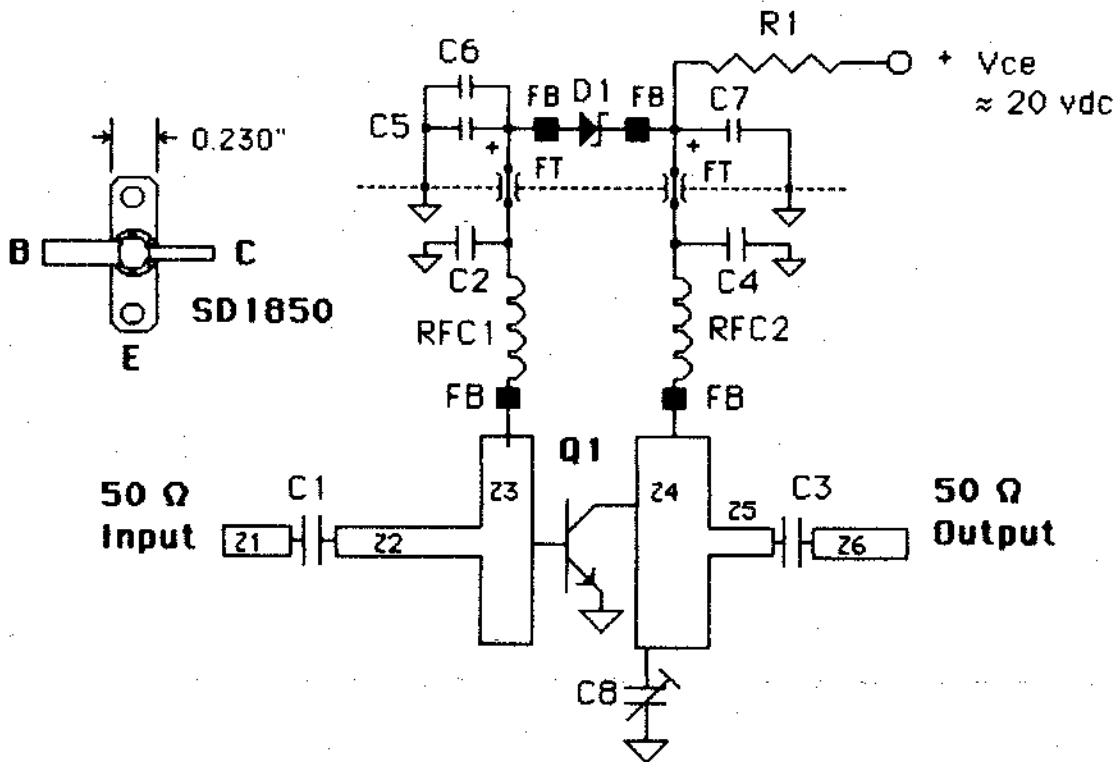 R1
C6
+ Vce
≈ 20 vdc
FB D1 FB
C7
C5
+ +
0.230"
FT FT
B C
C2 C4
SD1850
RFC1 RFC2
E
FB FB
Q1
50 Ω
Input
C1
Z3
Z4
Z5
C3
50 Ω
Output
Z1
Z2
Z6
C8